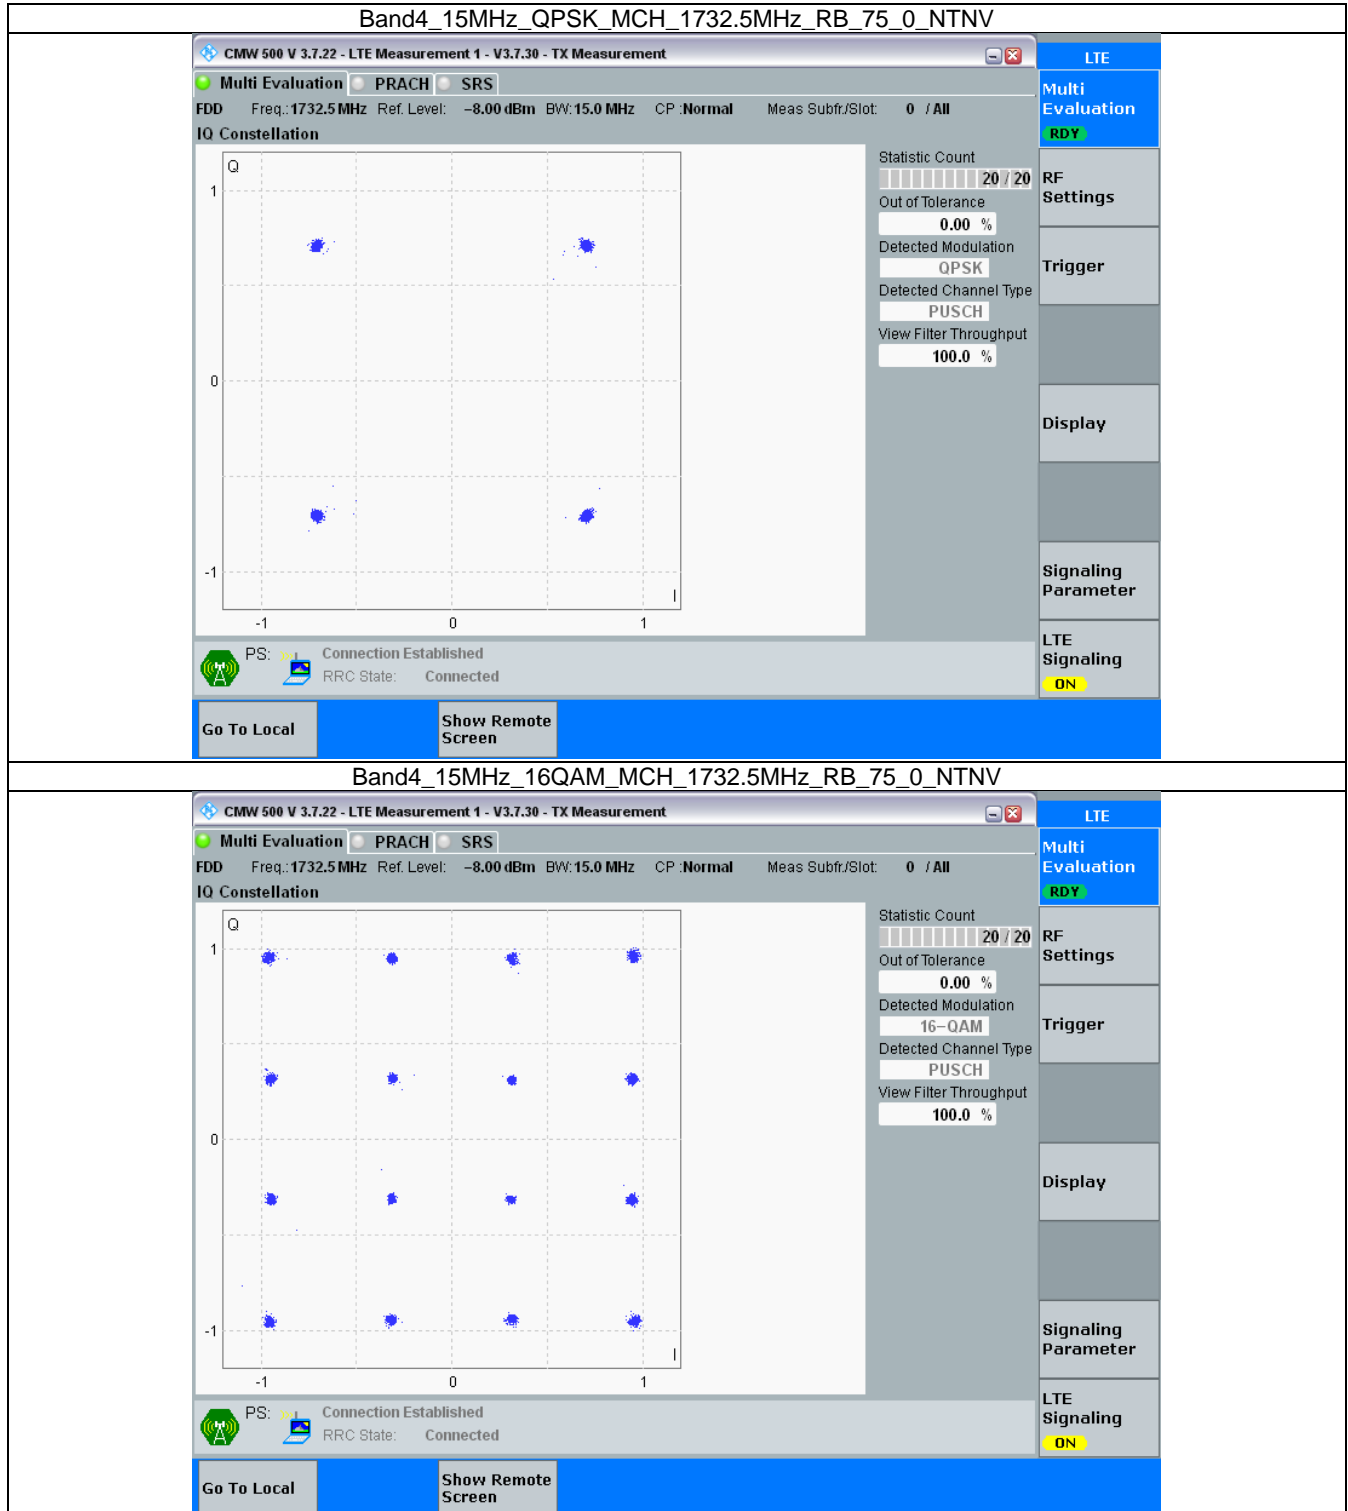 Band4_15MHz_QPSK_MCH_1732.5MHz_RB_75_0_NTNV
CMW 500 V 3.7.22 - LTE Measurement 1 - V3.7.30 - TX Measurement
LTE
Multi Evaluation PRACH SRS
FDD Freq.: 1732.5 MHz Ref. Level: -8.00 dBm BW: 15.0 MHz CP : Normal Meas Subfr./Slot: 0 / All
IQ Constellation
Q
1
0
-1
I
-1 0 1
Statistic Count
20 / 20
Out of Tolerance
0.00 %
Detected Modulation
QPSK
Detected Channel Type
PUSCH
View Filter Throughput
100.0 %
Multi
Evaluation
RDY
RF
Settings
Trigger
Display
Signaling
Parameter
LTE
Signaling
ON
PS: Connection Established
RRC State: Connected
Go To Local
Show Remote
Screen
Band4_15MHz_16QAM_MCH_1732.5MHz_RB_75_0_NTNV
CMW 500 V 3.7.22 - LTE Measurement 1 - V3.7.30 - TX Measurement
LTE
Multi Evaluation PRACH SRS
FDD Freq.: 1732.5 MHz Ref. Level: -8.00 dBm BW: 15.0 MHz CP : Normal Meas Subfr./Slot: 0 / All
IQ Constellation
Q
1
0
-1
I
-1 0 1
Statistic Count
20 / 20
Out of Tolerance
0.00 %
Detected Modulation
16-QAM
Detected Channel Type
PUSCH
View Filter Throughput
100.0 %
Multi
Evaluation
RDY
RF
Settings
Trigger
Display
Signaling
Parameter
LTE
Signaling
ON
PS: Connection Established
RRC State: Connected
Go To Local
Show Remote
Screen